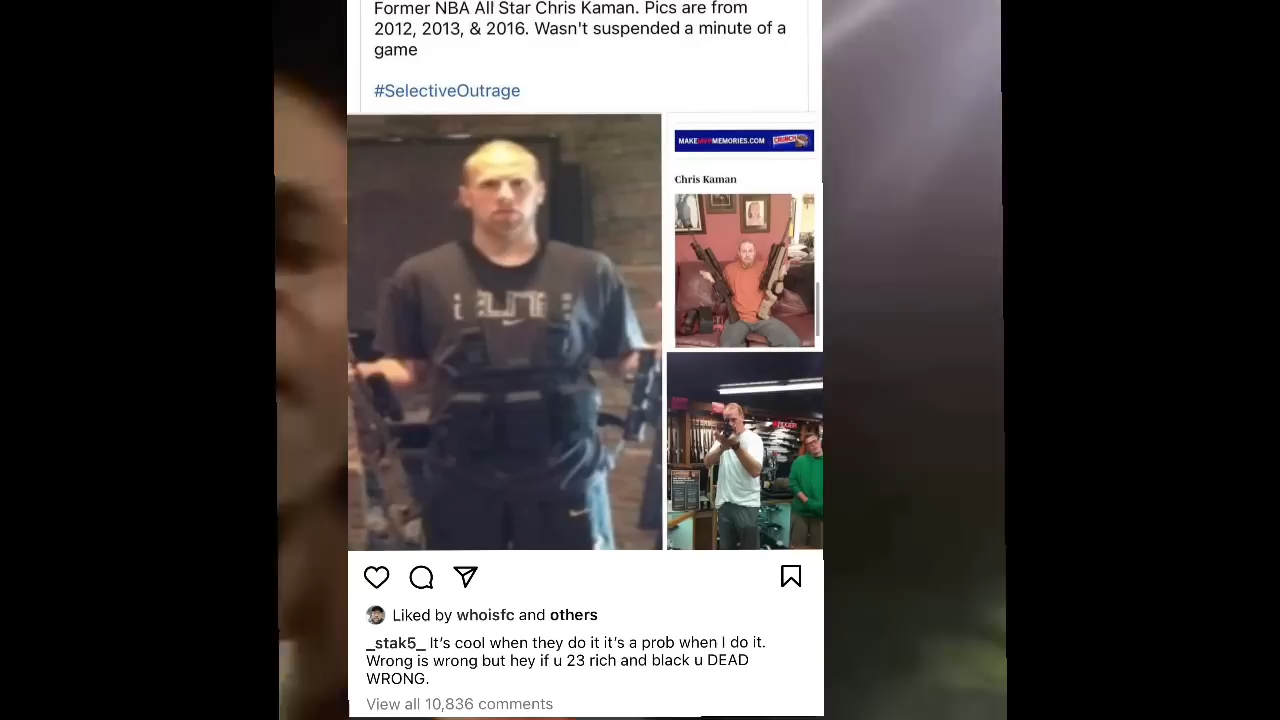 Former NBA All Star Chris Kaman. Pics are from
2012, 2013, & 2016. Wasn't suspended a minute of a
game
#SelectiveOutrage
MAKEMVPMEMORIES.COM CRUNCH
Chris Kaman
Liked by whoisfc and others
_stak5_ It's cool when they do it it's a prob when I do it.
Wrong is wrong but hey if u 23 rich and black u DEAD
WRONG.
View all 10,836 comments